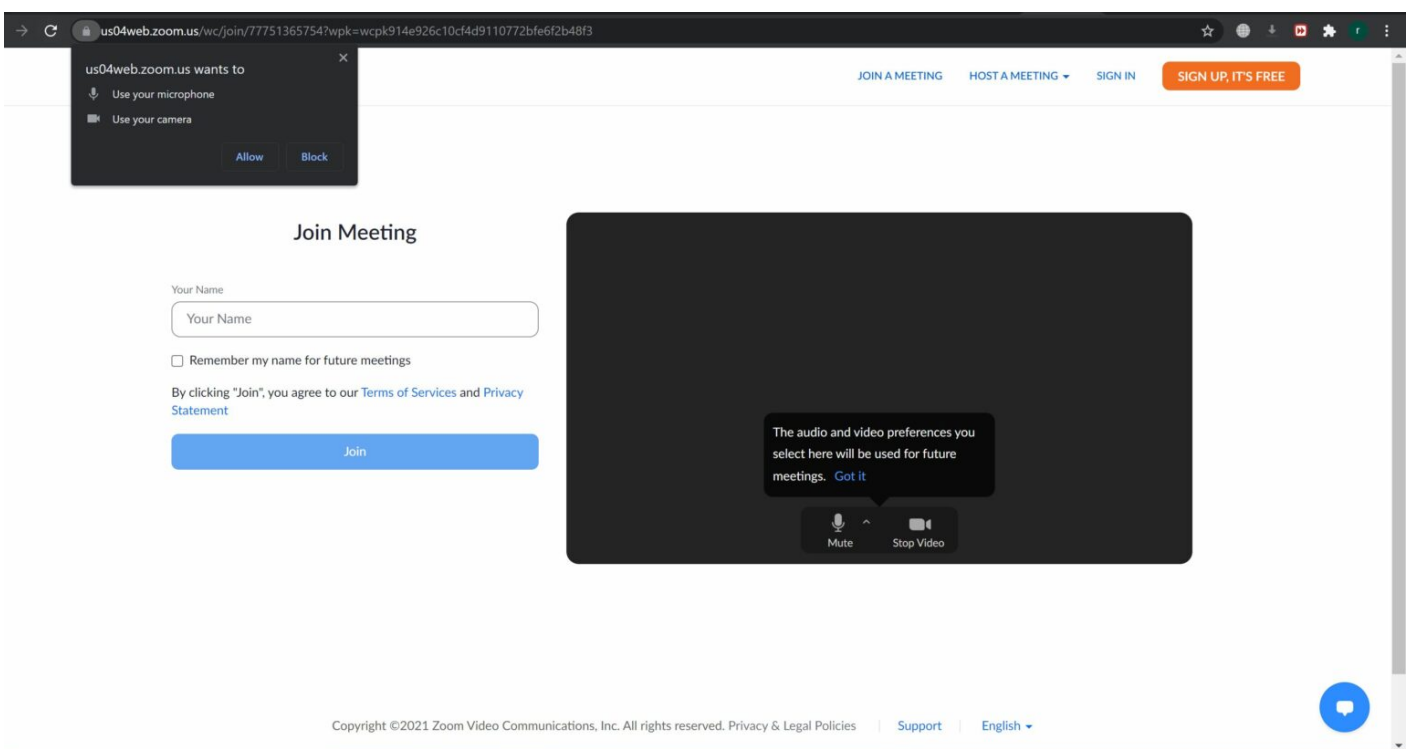 us04web.zoom.us/wc/join/77751365754?wpk=wcpk914e926c10cf4d9110772bfe6f2b48f3
us04web.zoom.us wants to
Use your microphone
Use your camera
Allow Block
JOIN A MEETING HOST A MEETING SIGN IN SIGN UP, IT'S FREE
Join Meeting
Your Name
Your Name
Remember my name for future meetings
By clicking "Join", you agree to our Terms of Services and Privacy
Statement
Join
The audio and video preferences you
select here will be used for future
meetings. Got it
Mute Stop Video
Copyright ©2021 Zoom Video Communications, Inc. All rights reserved. Privacy & Legal Policies Support English